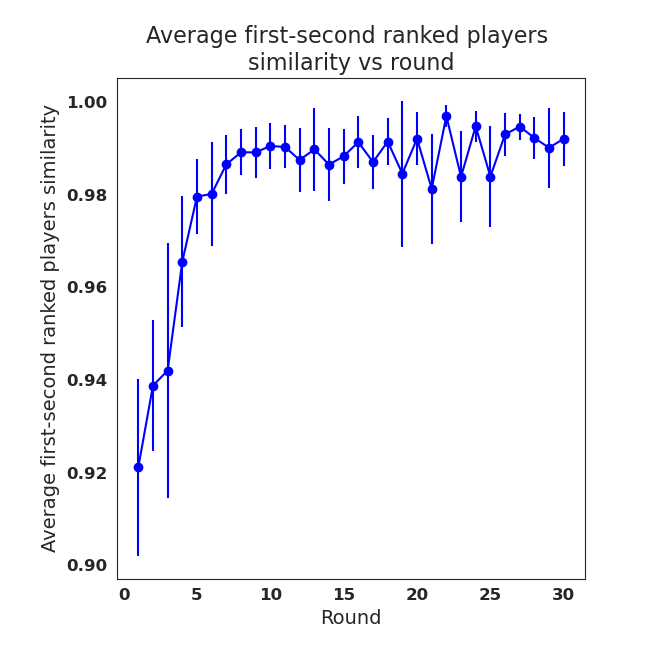 Average first-second ranked players
similarity vs round
Average first-second ranked players similarity
1.00
0.98
0.96
0.94
0.92
0.90
0 5 10 15 20 25 30
Round